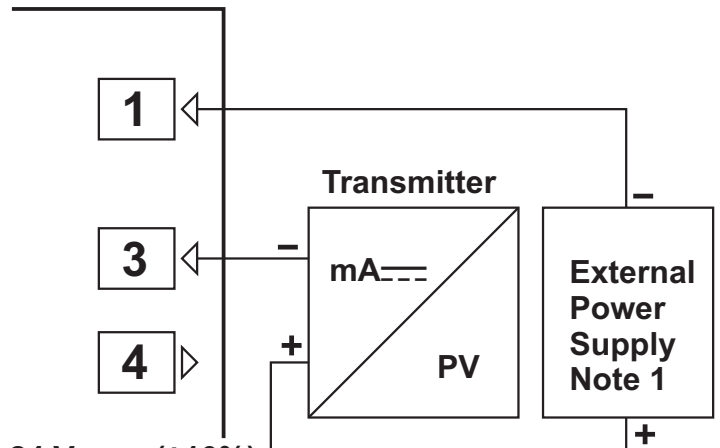 1
Transmitter
3
mA
4
PV
External
Power
Supply
Note 1